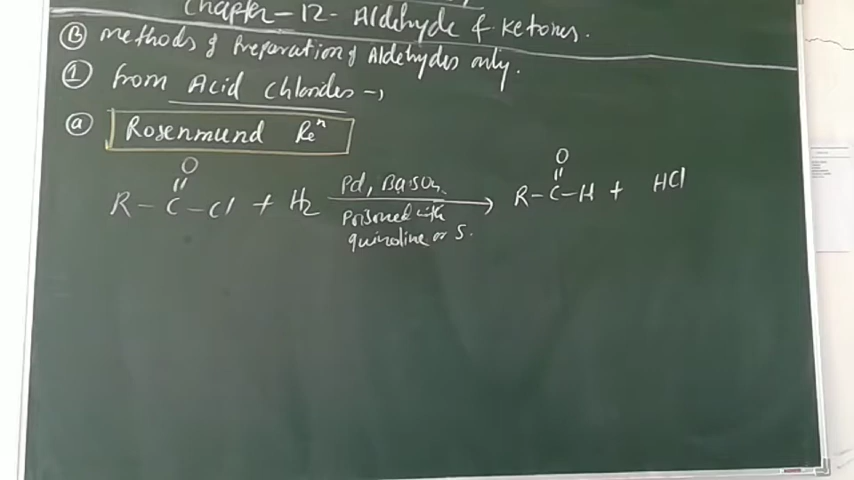 Chapter-12- Aldehyde & Ketones.
Ⓑ Methods of Preparation of Aldehydes only.
① from Acid Chlorides →
ⓐ Rosenmund Reⁿ
O
||
R - C - Cl + H₂
Pd, BaSO₄
Poisoned with
quinoline or S.
O
||
R - C - H + HCl